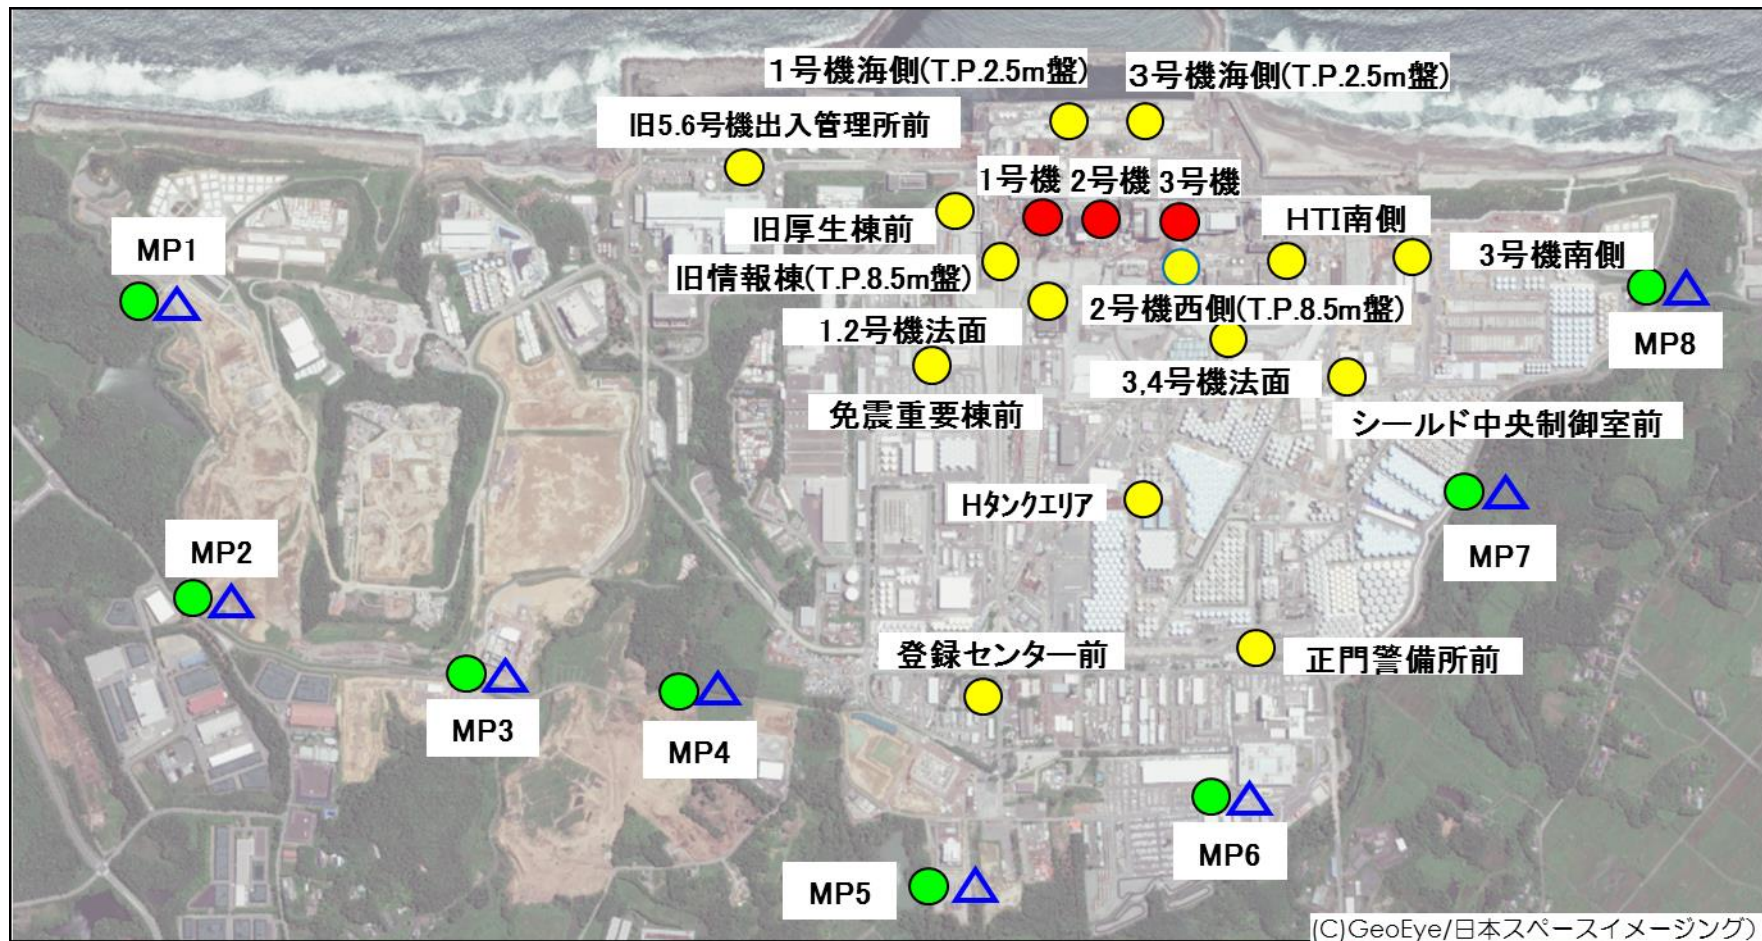 1号機海側(T.P.2.5m盤)
3号機海側(T.P.2.5m盤)
旧5.6号機出入管理所前
1号機
2号機
3号機
旧厚生棟前
HTI南側
MP1
旧情報棟(T.P.8.5m盤)
3号機南側
2号機西側(T.P.8.5m盤)
1.2号機法面
MP8
3,4号機法面
免震重要棟前
シールド中央制御室前
Hタンクエリア
MP2
MP7
登録センター前
正門警備所前
MP3
MP4
MP6
MP5
(C)GeoEye/日本スペースイメージング)